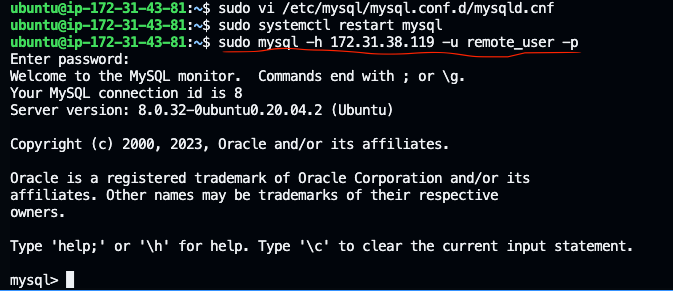 ubuntu@ip-172-31-43-81:~$ sudo vi /etc/mysql/mysql.conf.d/mysqld.cnf
ubuntu@ip-172-31-43-81:~$ sudo systemctl restart mysql
ubuntu@ip-172-31-43-81:~$ sudo mysql -h 172.31.38.119 -u remote_user -p
Enter password:
Welcome to the MySQL monitor.  Commands end with ; or \g.
Your MySQL connection id is 8
Server version: 8.0.32-0ubuntu0.20.04.2 (Ubuntu)
Copyright (c) 2000, 2023, Oracle and/or its affiliates.
Oracle is a registered trademark of Oracle Corporation and/or its
affiliates. Other names may be trademarks of their respective
owners.
Type 'help;' or '\h' for help. Type '\c' to clear the current input statement.
mysql>